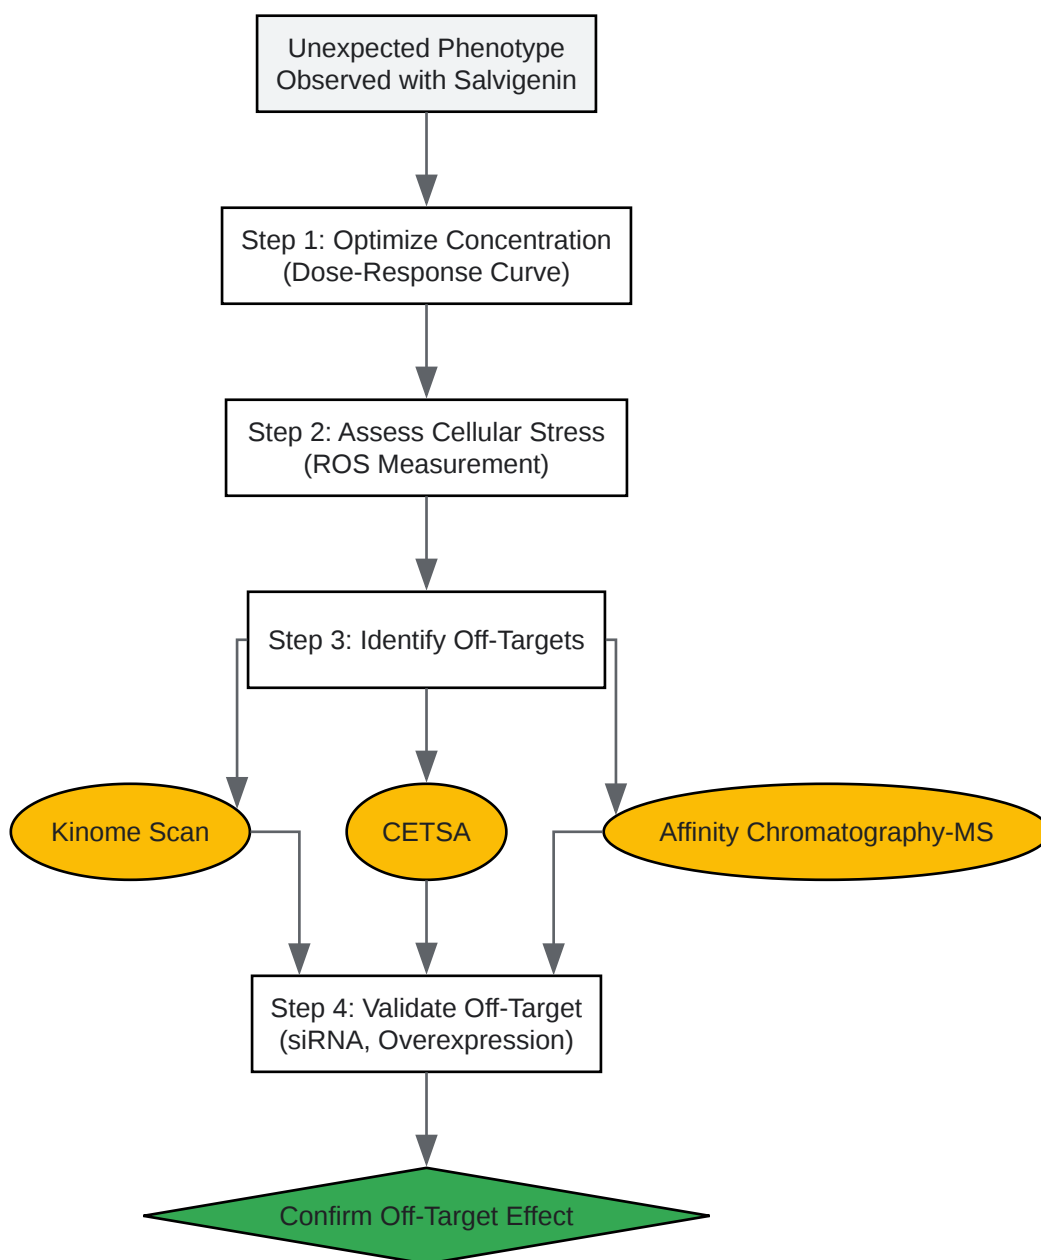 Unexpected Phenotype
Observed with Salvigenin
Step 1: Optimize Concentration
(Dose-Response Curve)
Step 2: Assess Cellular Stress
(ROS Measurement)
Step 3: Identify Off-Targets
Kinome Scan
CETSA
Affinity Chromatography-MS
Step 4: Validate Off-Target
(siRNA, Overexpression)
Confirm Off-Target Effect